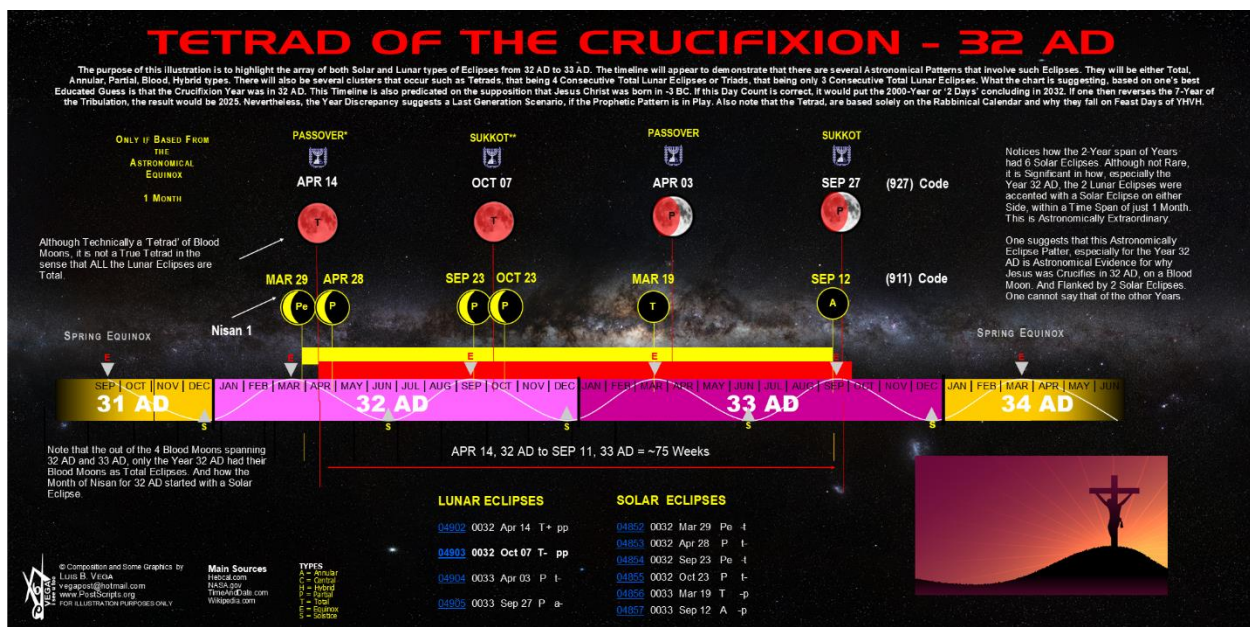 TETRAD OF THE CRUCIFIXION - 32 AD
The purpose of this illustration is to highlight the array of both Solar and Lunar types of Eclipses from 32 AD to 33 AD. The timeline will appear to demonstrate that there are several Astronomical Patterns that involve such Eclipses. They will be either Total,
Annular, Partial, Blood, Hybrid types. There will also be several clusters that occur such as Tetrads, that being 4 Consecutive Total Lunar Eclipses or Triads, that being only 3 Consecutive Total Lunar Eclipses. What the chart is suggesting, based on one's best
Educated Guess is that the Crucifixion Year was in 32 AD. This Timeline is also predicated on the supposition that Jesus Christ was born in -3 BC. If this Day Count is correct, it would put the 2000-Year or '2 Days' concluding in 2032. If one then reverses the 7-Year of
the Tribulation, the result would be 2025. Nevertheless, the Year Discrepancy suggests a Last Generation Scenario, if the Prophetic Pattern is in Play. Also note that the Tetrad, are based solely on the Rabbinical Calendar and why they fall on Feast Days of YHVH.
ONLY IF BASED FROM
THE
ASTRONOMICAL
EQUINOX
1 MONTH
PASSOVER*
SUKKOT**
PASSOVER
SUKKOT
APR 14
OCT 07
APR 03
SEP 27
(927) Code
T
T
P
P
Notices how the 2-Year span of Years
had 6 Solar Eclipses. Although not Rare,
it is Significant in how, especially the
Year 32 AD, the 2 Lunar Eclipses were
accented with a Solar Eclipse on either
Side, within a Time Span of just 1 Month.
This is Astronomically Extraordinary.
One suggests that this Astronomically
Eclipse Patter, especially for the Year 32
AD is Astronomical Evidence for why
Jesus was Crucifies in 32 AD, on a Blood
Moon. And Flanked by 2 Solar Eclipses.
One cannot say that of the other Years.
Although Technically a 'Tetrad' of Blood
Moons, it is not a True Tetrad in the
sense that ALL the Lunar Eclipses are
Total.
MAR 29
APR 28
SEP 23
OCT 23
MAR 19
SEP 12
(911) Code
Pe
P
P
P
T
A
Nisan 1
SPRING EQUINOX
SPRING EQUINOX
E
E
E
E
E
E
SEP | OCT | NOV | DEC
JAN | FEB | MAR | APR | MAY | JUN | JUL | AUG | SEP | OCT | NOV | DEC
JAN | FEB | MAR | APR | MAY | JUN | JUL | AUG | SEP | OCT | NOV | DEC
JAN | FEB | MAR | APR | MAY | JUN
31 AD
32 AD
33 AD
34 AD
S
S
S
S
S
Note that the out of the 4 Blood Moons spanning
32 AD and 33 AD, only the Year 32 AD had their
Blood Moons as Total Eclipses. And how the
Month of Nisan for 32 AD started with a Solar
Eclipse.
APR 14, 32 AD to SEP 11, 33 AD = ~75 Weeks
LUNAR ECLIPSES
04902 0032 Apr 14 T+ pp
04903 0032 Oct 07 T- pp
04904 0033 Apr 03 P t-
04905 0033 Sep 27 P a-
SOLAR ECLIPSES
04852 0032 Mar 29 Pe -t
04853 0032 Apr 28 P t-
04854 0032 Sep 23 Pe -t
04855 0032 Oct 23 P t-
04856 0033 Mar 19 T -p
04857 0033 Sep 12 A -p
© Composition and Some Graphics by
LUIS B. VEGA
vegapost@hotmail.com
www.PostScripts.org
FOR ILLUSTRATION PURPOSES ONLY
Main Sources
Hebcal.com
NASA.gov
TimeAndDate.com
Wikipedia.com
TYPES
A = Annular
C = Central
H = Hybrid
P = Partial
T = Total
E = Equinox
S = Solstice